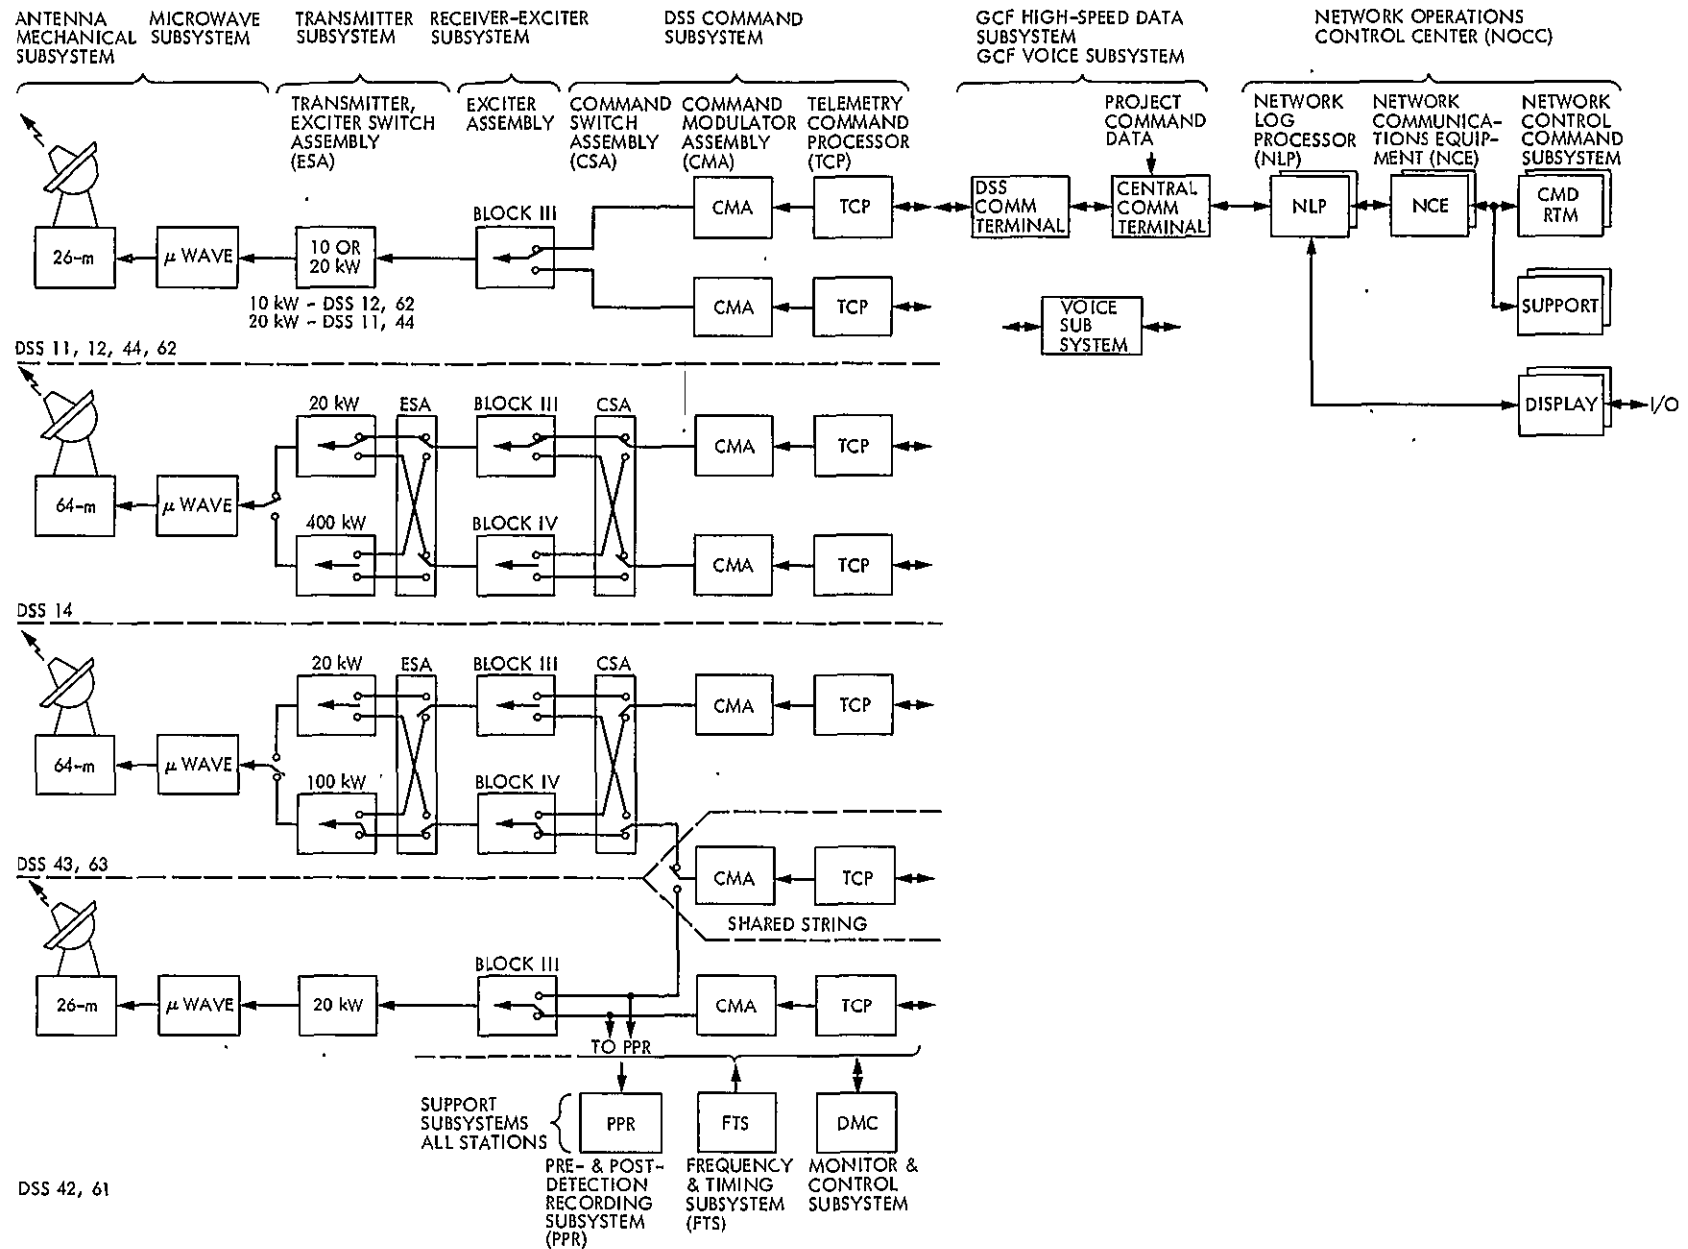 ANTENNA
MECHANICAL
SUBSYSTEM
MICROWAVE
SUBSYSTEM
TRANSMITTER
SUBSYSTEM
RECEIVER-EXCITER
SUBSYSTEM
DSS COMMAND
SUBSYSTEM
GCF HIGH-SPEED DATA
SUBSYSTEM
GCF VOICE SUBSYSTEM
NETWORK OPERATIONS
CONTROL CENTER (NOCC)
TRANSMITTER,
EXCITER SWITCH
ASSEMBLY
(ESA)
EXCITER
ASSEMBLY
COMMAND
SWITCH
ASSEMBLY
(CSA)
COMMAND
MODULATOR
ASSEMBLY
(CMA)
TELEMETRY
COMMAND
PROCESSOR
(TCP)
PROJECT
COMMAND
DATA
NETWORK
LOG
PROCESSOR
(NLP)
NETWORK
COMMUNICA-
TIONS EQUIP-
MENT (NCE)
NETWORK
CONTROL
COMMAND
SUBSYSTEM
26-m
μ WAVE
10 OR
20 kW
BLOCK III
CMA
TCP
CMA
TCP
DSS
COMM
TERMINAL
CENTRAL
COMM
TERMINAL
NLP
NCE
CMD
RTM
SUPPORT
DISPLAY
I/O
VOICE
SUB
SYSTEM
10 kW - DSS 12, 62
20 kW - DSS 11, 44
DSS 11, 12, 44, 62
64-m
μ WAVE
20 kW
400 kW
ESA
BLOCK III
BLOCK IV
CSA
CMA
TCP
CMA
TCP
DSS 14
64-m
μ WAVE
20 kW
100 kW
ESA
BLOCK III
BLOCK IV
CSA
CMA
TCP
CMA
TCP
SHARED STRING
DSS 43, 63
26-m
μ WAVE
20 kW
BLOCK III
CMA
TCP
TO PPR
SUPPORT
SUBSYSTEMS
ALL STATIONS
PPR
FTS
DMC
PRE- & POST-
DETECTION
RECORDING
SUBSYSTEM
(PPR)
FREQUENCY
& TIMING
SUBSYSTEM
(FTS)
MONITOR &
CONTROL
SUBSYSTEM
DSS 42, 61